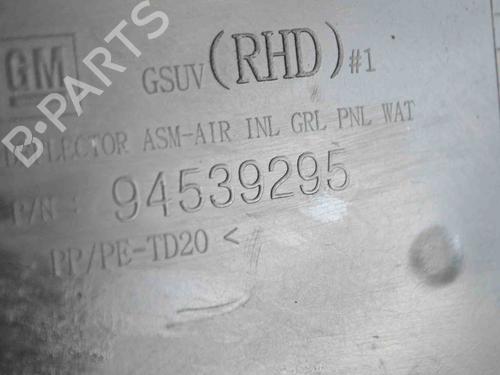 GM GSUV (RHD) #1
DEFLECTOR ASM-AIR INL GRL PNL WAT
P/N : 94539295
PP/PE-TD20 <
B-PARTS